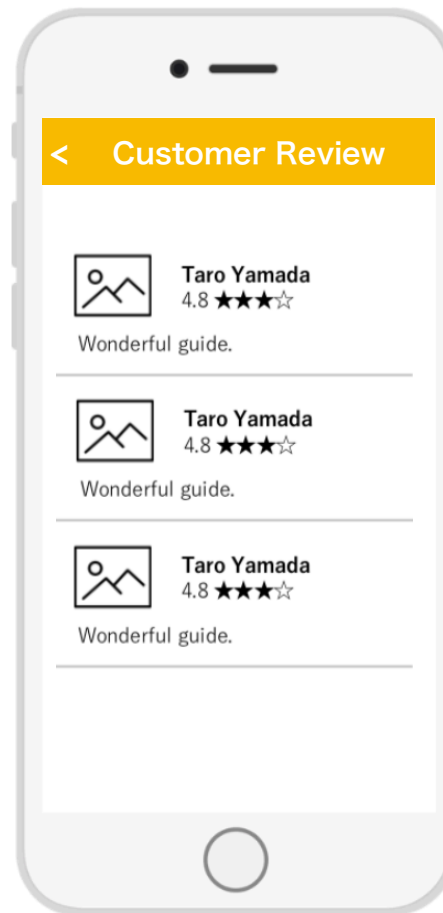 < Customer Review
Taro Yamada
4.8 ★★★☆
Wonderful guide.
Taro Yamada
4.8 ★★★☆
Wonderful guide.
Taro Yamada
4.8 ★★★☆
Wonderful guide.